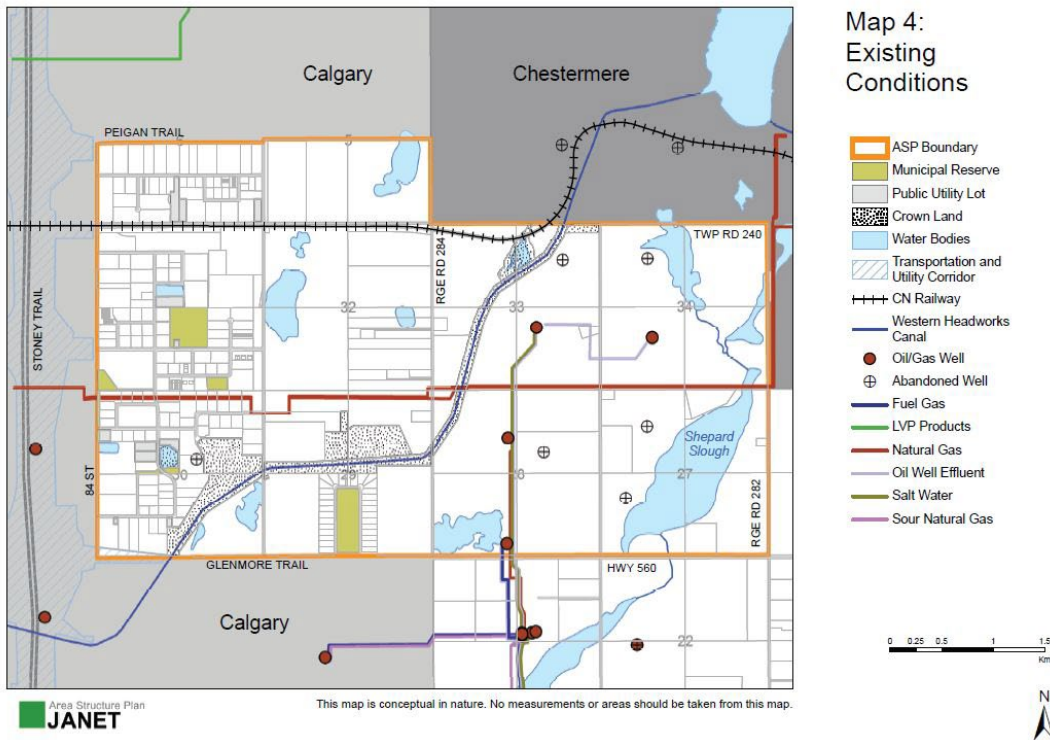 Map 4:
Existing
Conditions
Calgary
Chestermere
PEIGAN TRAIL
5
TWP RD 240
RGE RD 284
STONEY TRAIL
32
33
34
84 ST
Shepard
Slough
28
27
RGE RD 282
GLENMORE TRAIL
HWY 560
Calgary
22
ASP Boundary
Municipal Reserve
Public Utility Lot
Crown Land
Water Bodies
Transportation and
Utility Corridor
CN Railway
Western Headworks
Canal
Oil/Gas Well
Abandoned Well
Fuel Gas
LVP Products
Natural Gas
Oil Well Effluent
Salt Water
Sour Natural Gas
0 0.25 0.5 1 1.5
Km
N
Area Structure Plan
JANET
This map is conceptual in nature. No measurements or areas should be taken from this map.